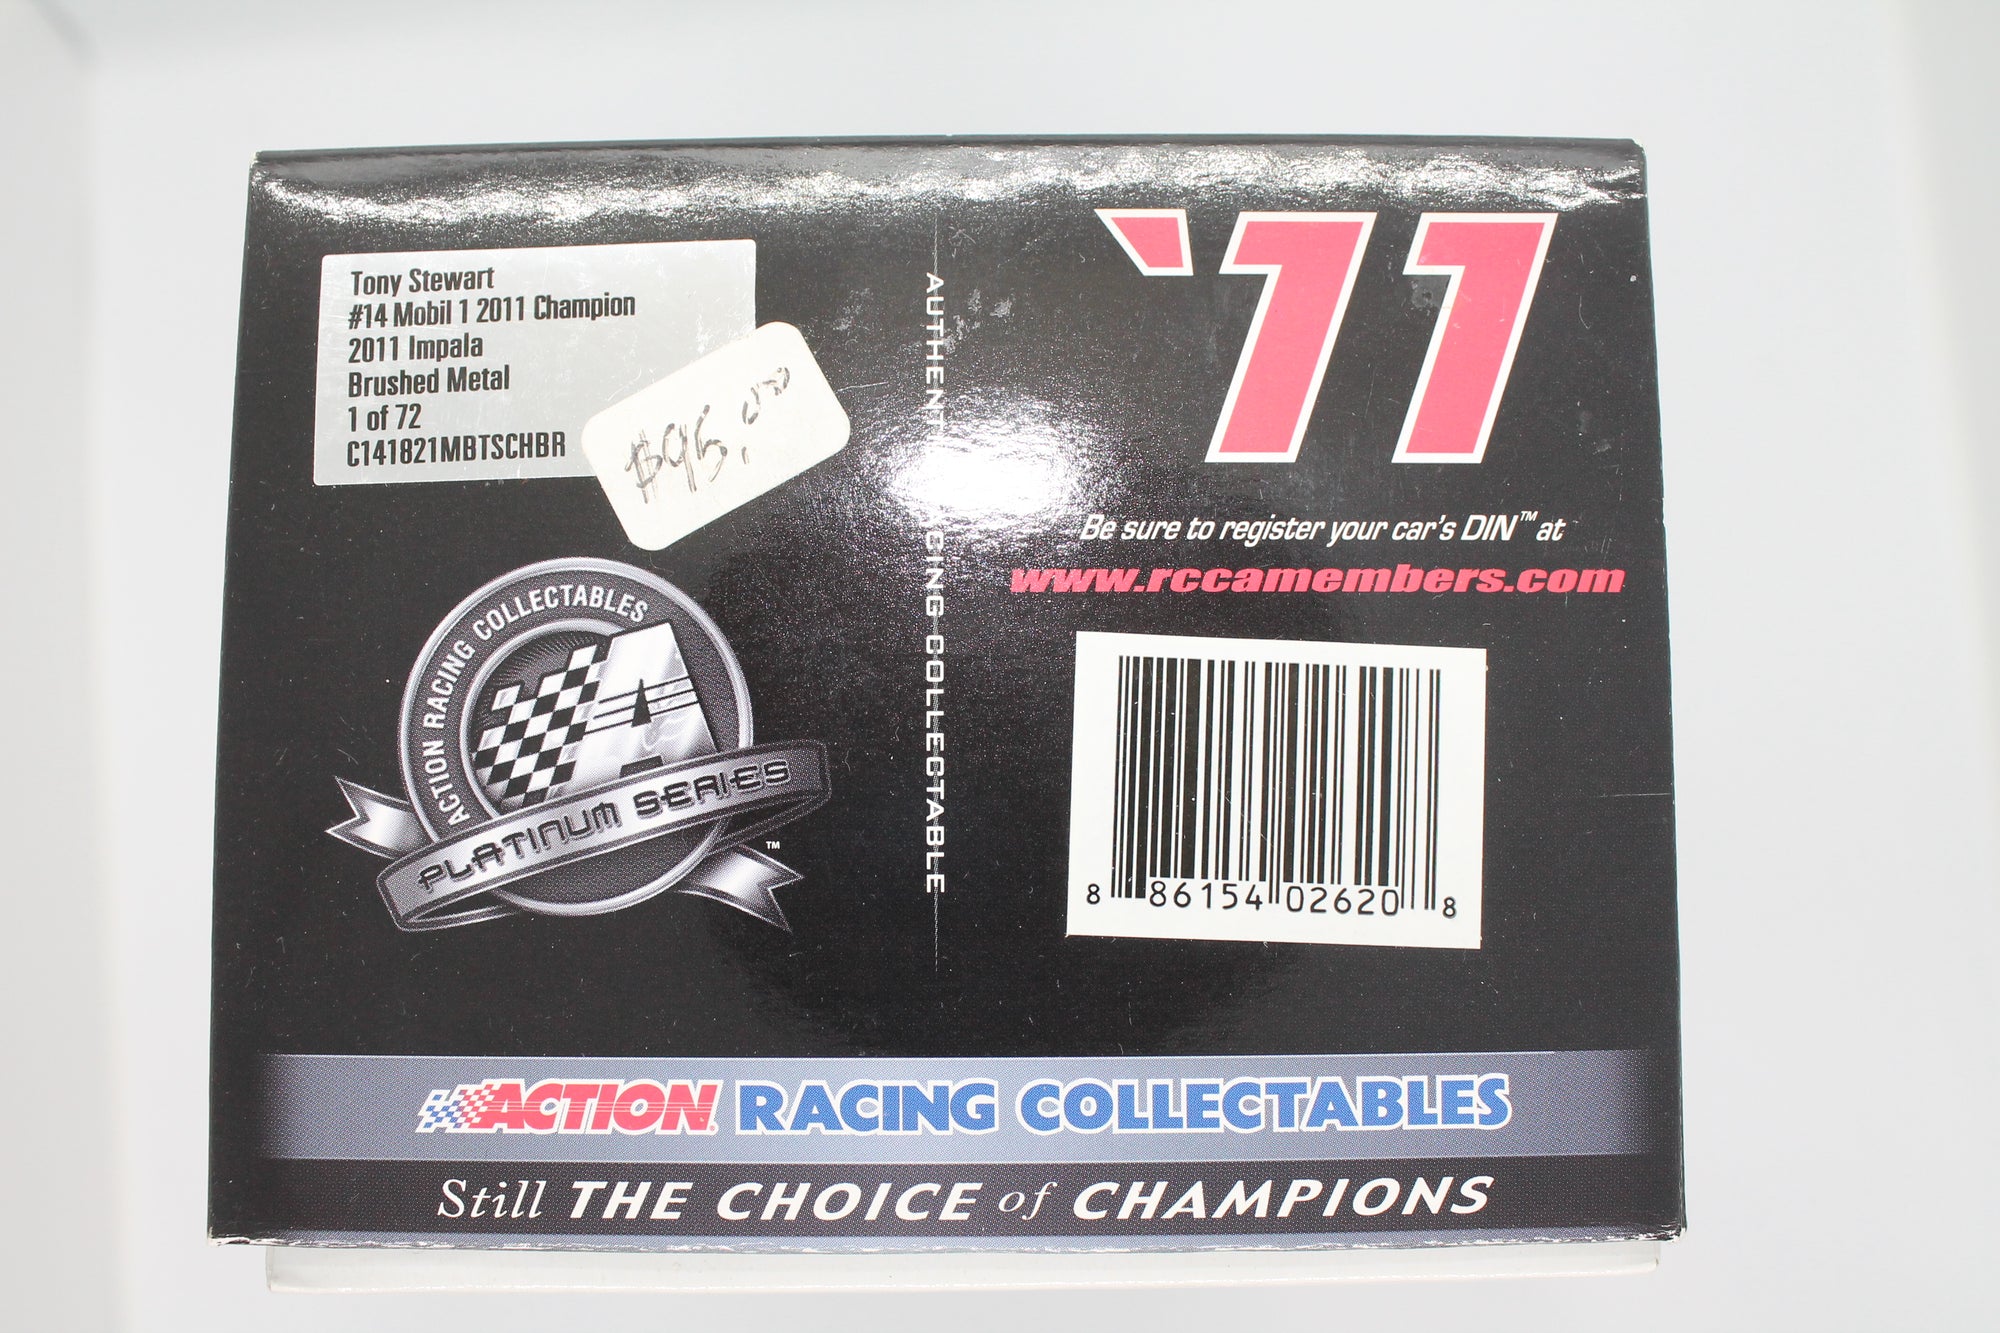 Tony Stewart
#14 Mobil 1 2011 Champion
2011 Impala
Brushed Metal
1 of 72
C141821MBTSCHBR
$95.00
ACTION RACING COLLECTABLES
PLATINUM SERIES
™
COLLECTABLE
'11
Be sure to register your car's DIN™ at
www.rccamembers.com
8 86154 02620 8
ACTION RACING COLLECTABLES
Still THE CHOICE of CHAMPIONS